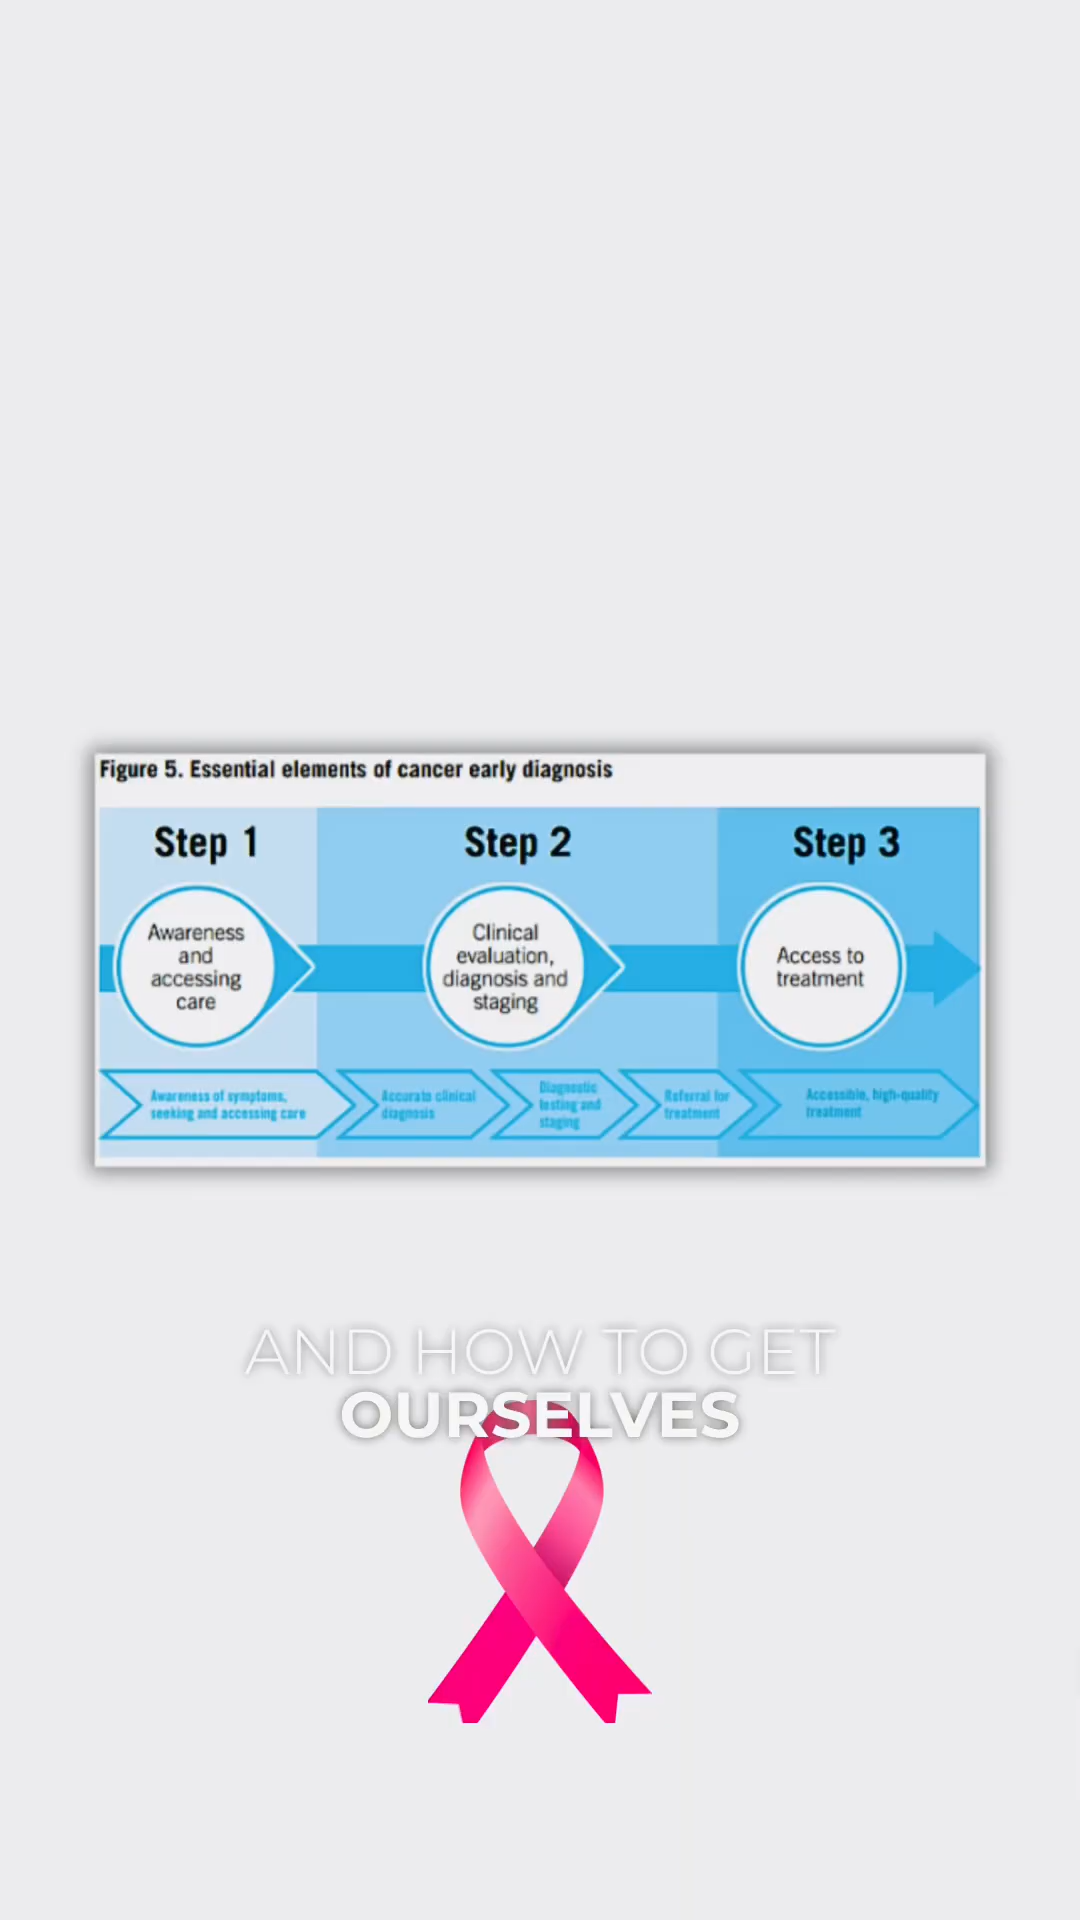 Figure 5. Essential elements of cancer early diagnosis
Step 1
Step 2
Step 3
Awareness
and
accessing
care
Clinical
evaluation,
diagnosis and
staging
Access to
treatment
Awareness of symptoms,
seeking and accessing care
Accurate clinical
diagnosis
Diagnostic
testing and
staging
Referral for
treatment
Accessible, high-quality
treatment
AND HOW TO GET
OURSELVES